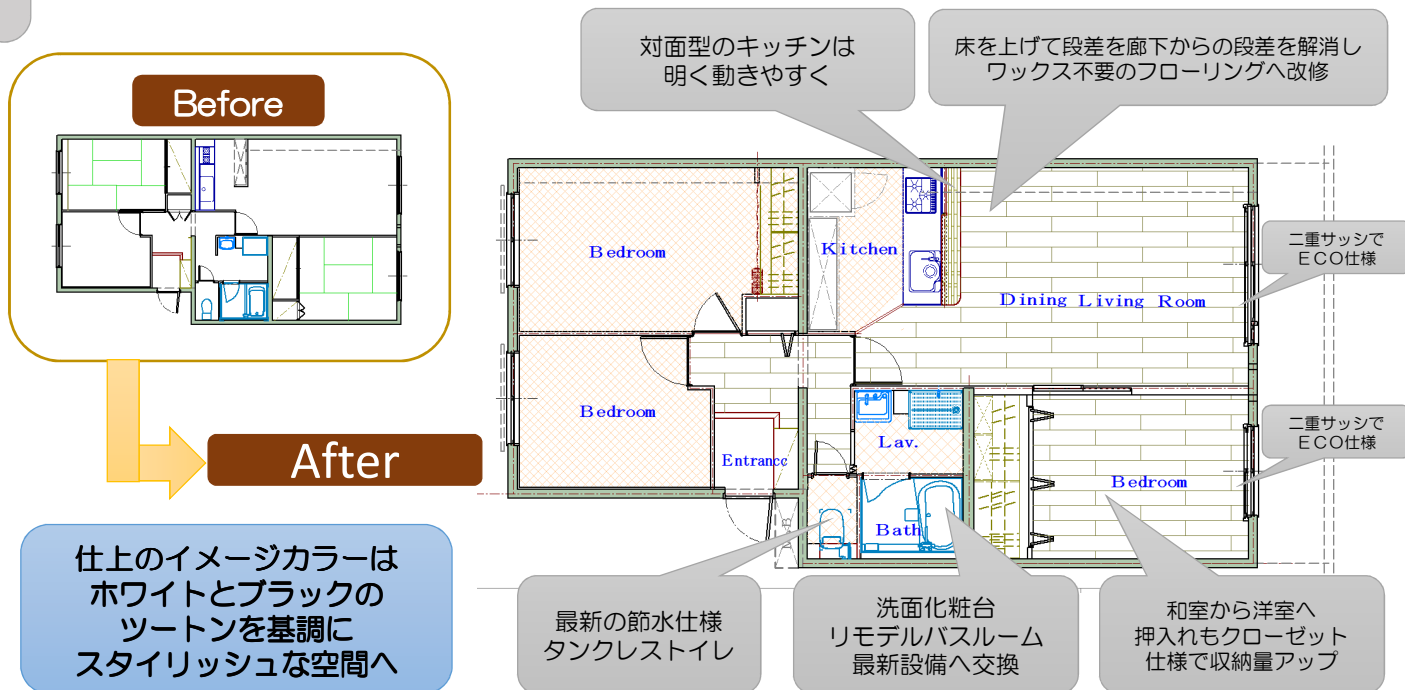 Before
After
仕上のイメージカラーは
ホワイトとブラックの
ツートンを基調に
スタイリッシュな空間へ
対面型のキッチンは
明く動きやすく
床を上げて段差を廊下からの段差を解消し
ワックス不要のフローリングへ改修
二重サッシで
ECO仕様
二重サッシで
ECO仕様
Bedroom
Kitchen
Dining Living Room
Bedroom
Entrance
Lav.
Bath
Bedroom
最新の節水仕様
タンクレストイレ
洗面化粧台
リモデルバスルーム
最新設備へ交換
和室から洋室へ
押入れもクローゼット
仕様で収納量アップ